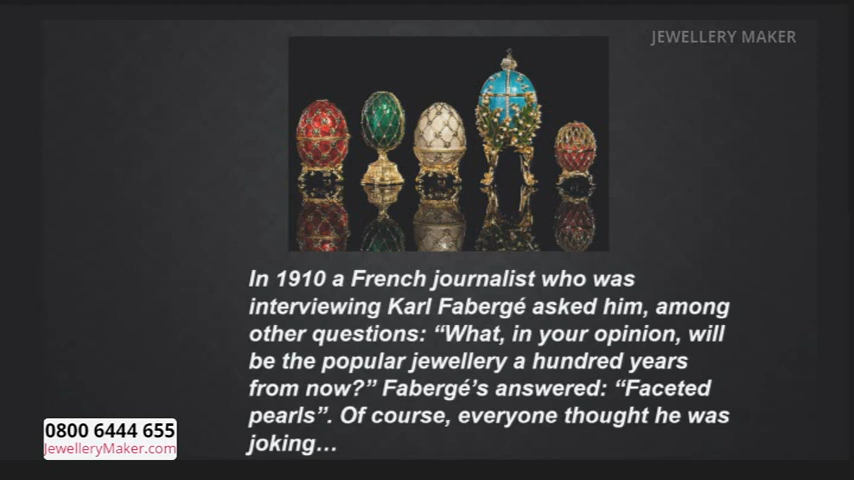 JEWELLERY MAKER
In 1910 a French journalist who was
interviewing Karl Fabergé asked him, among
other questions: “What, in your opinion, will
be the popular jewellery a hundred years
from now?” Fabergé’s answered: “Faceted
pearls”. Of course, everyone thought he was
joking…
0800 6444 655
JewelleryMaker.com